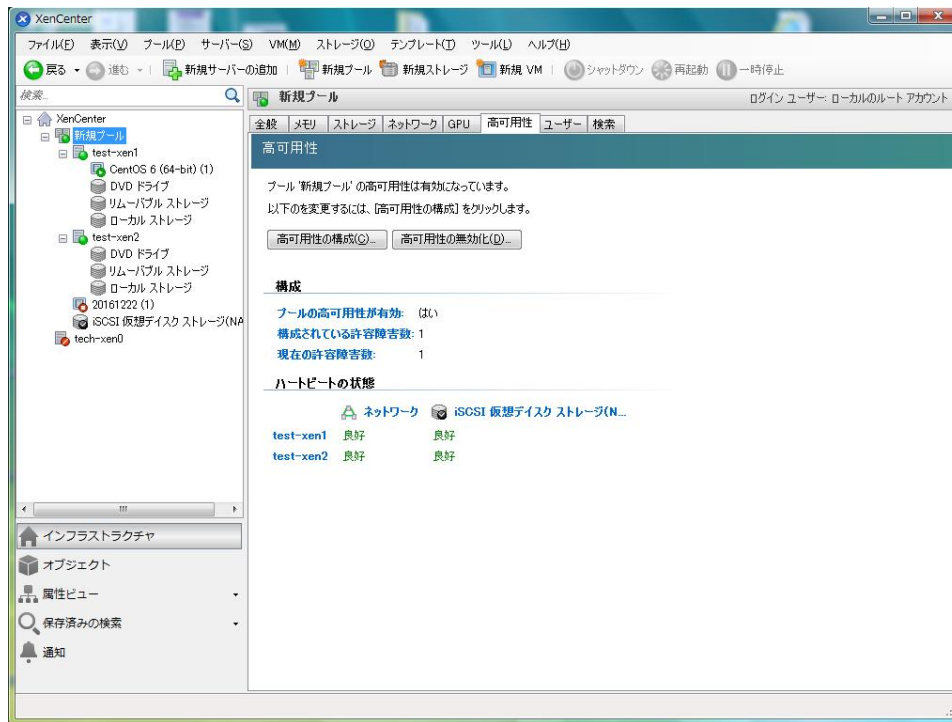 XenCenter
ファイル(F) 表示(V) プール(P) サーバー(S) VM(M) ストレージ(O) テンプレート(T) ツール(L) ヘルプ(H)
戻る 進む 新規サーバーの追加 新規プール 新規ストレージ 新規 VM シャットダウン 再起動 一時停止
検索... 新規プール ログイン ユーザー: ローカルのルート アカウント
XenCenter
新規プール
test-xen1
CentOS 6 (64-bit) (1)
DVD ドライブ
リムーバブル ストレージ
ローカル ストレージ
test-xen2
DVD ドライブ
リムーバブル ストレージ
ローカル ストレージ
20161222 (1)
iSCSI 仮想ディスク ストレージ(NA
tech-xen0
インフラストラクチャ
オブジェクト
属性ビュー
保存済みの検索
通知
全般 メモリ ストレージ ネットワーク GPU 高可用性 ユーザー 検索
高可用性
プール '新規プール' の高可用性は有効になっています。
以下のを変更するには、[高可用性の構成] をクリックします。
高可用性の構成(C)... 高可用性の無効化(D)...
構成
プールの高可用性が有効: はい
構成されている許容障害数: 1
現在の許容障害数: 1
ハートビートの状態
ネットワーク iSCSI 仮想ディスク ストレージ(N...
test-xen1 良好 良好
test-xen2 良好 良好